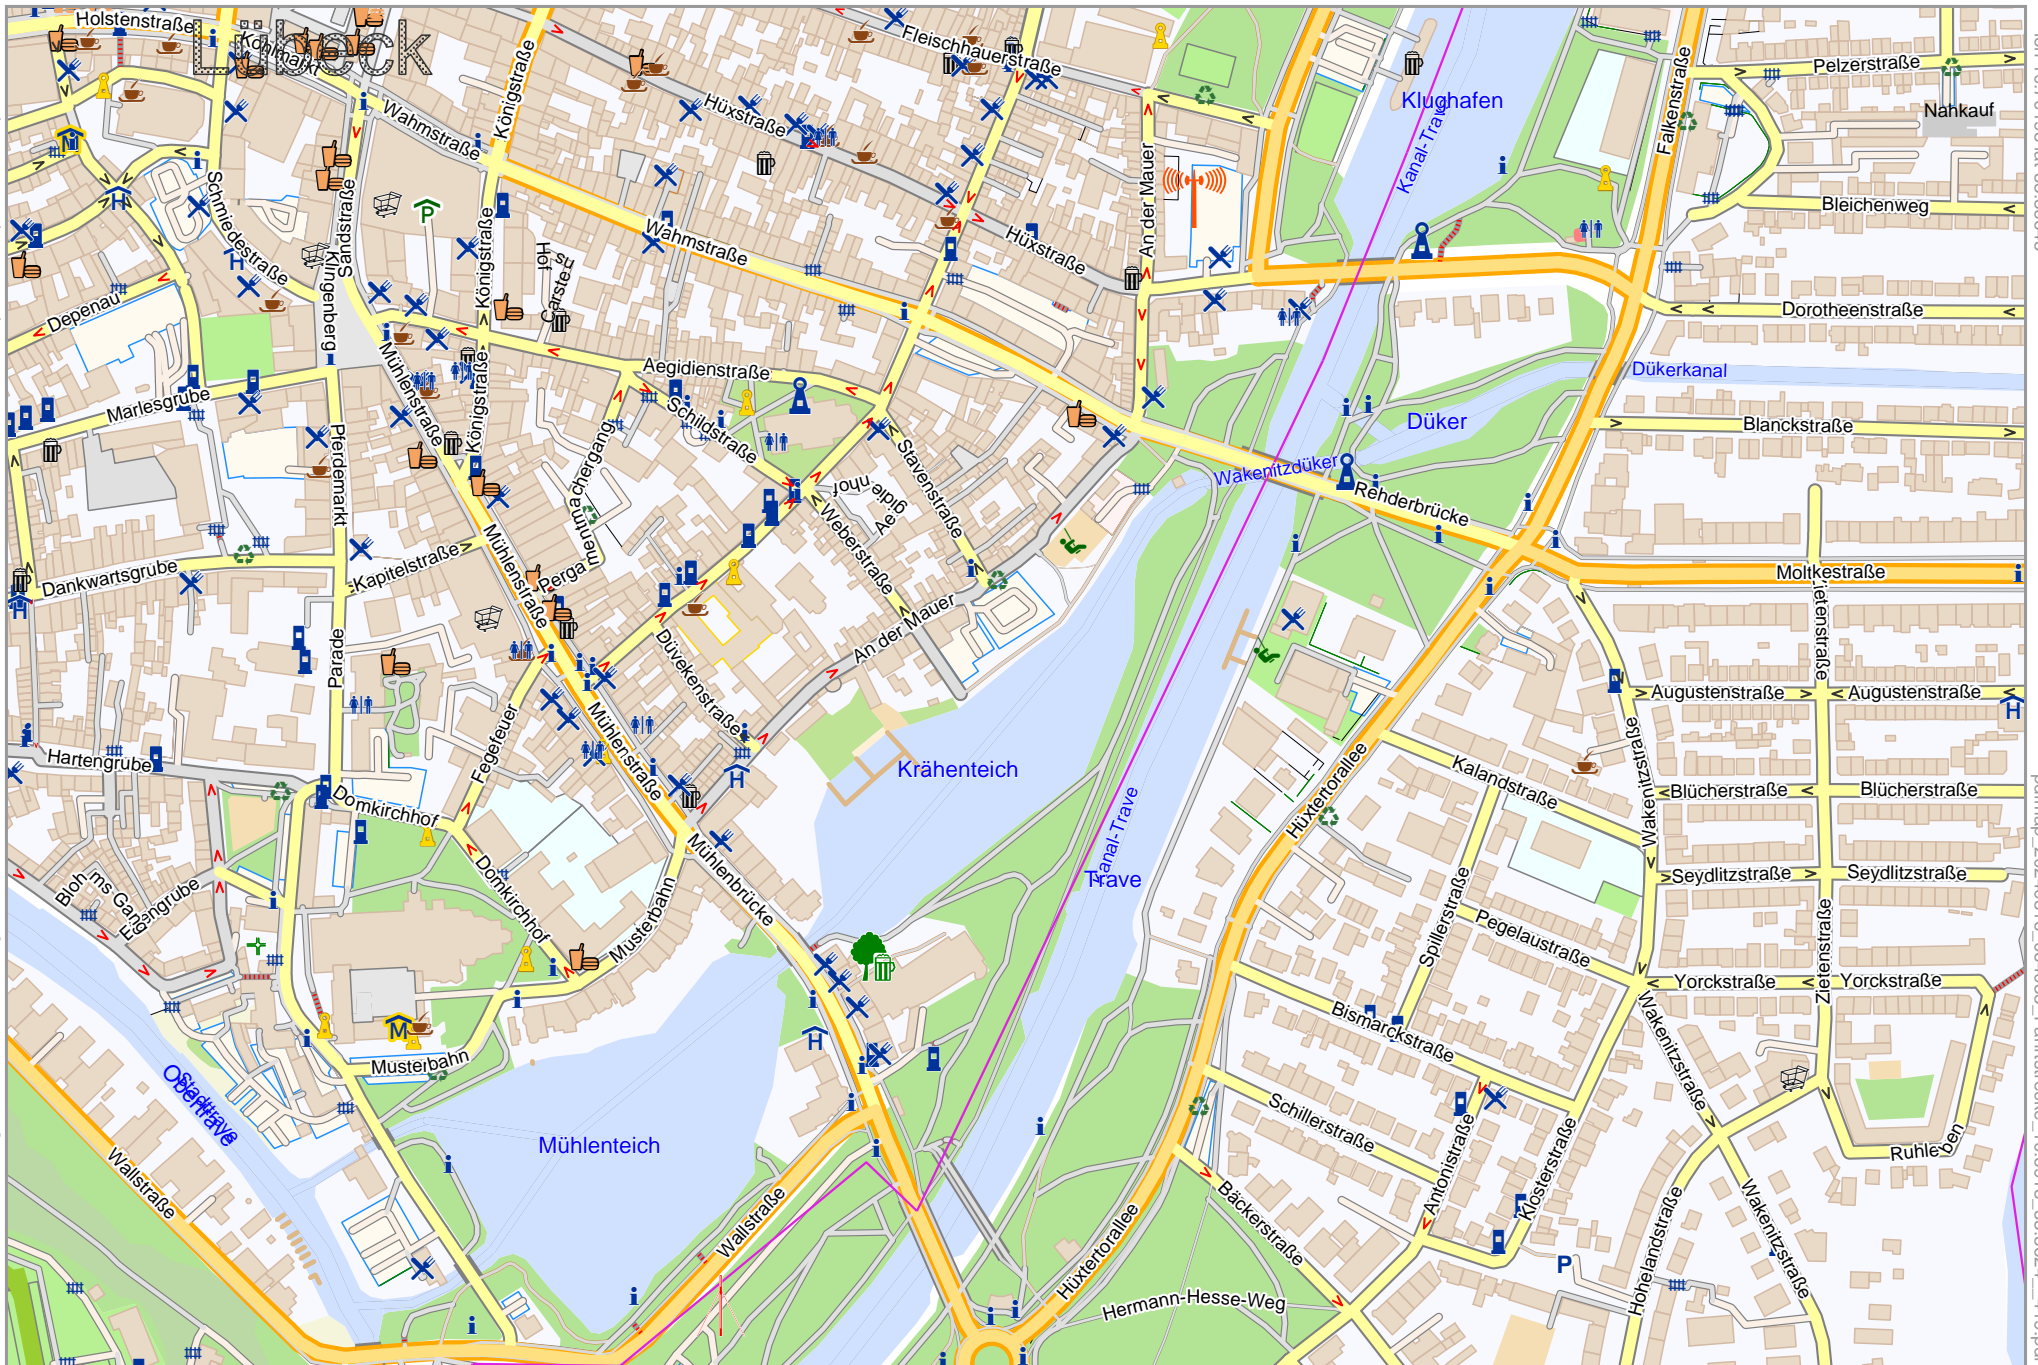 Holstenstraße
Kohlmarkt
Lübeck
Königstraße
Fleischhauerstraße
Klughafen
Kanal-Trave
Falkenstraße
Pelzerstraße
Nahkauf
Wahmstraße
Hüxstraße
An der Mauer
Schmiedestraße
Sandstraße
P
H
Königstraße
Wahmstraße
Hüxstraße
Bleichenweg
Depenau
H
Klingenberg
Dorotheenstraße
Marlesgrube
Mühlenstraße
Königstraße
Aegidienstraße
Schildstraße
Dükerkanal
Düker
Blanckstraße
Pferdemarkt
Stavenstraße
Wakenitzdüker
Rehderbrücke
Weberstraße
Dankwartsgrube
Kapitelstraße
Mühlenstraße
Moltkestraße
H
Parade
Düvekenstraße
An der Mauer
Zietenstraße
Augustenstraße
Augustenstraße
H
Hartengrube
Fegefeuer
Mühlenstraße
H
Krähenteich
Hüxtertorallee
Kalandstraße
Wakenitzstraße
Blücherstraße
Blücherstraße
Domkirchhof
Kanal-Trave
Trave
Mühlenbrücke
Seydlitzstraße
Seydlitzstraße
Domkirchhof
Musterbahn
Spillerstraße
Pegelaustraße
Yorckstraße
Yorckstraße
Zietenstraße
M
H
Musterbahn
Bismarckstraße
Wakenitzstraße
Obertrave
Stadttrave
Mühlenteich
Schillerstraße
Antonistraße
Klosterstraße
Ruhleben
Wallstraße
Wallstraße
Bäckerstraße
Hüxtertorallee
Hermann-Hesse-Weg
P
Hohelandstraße
Wakenitzstraße